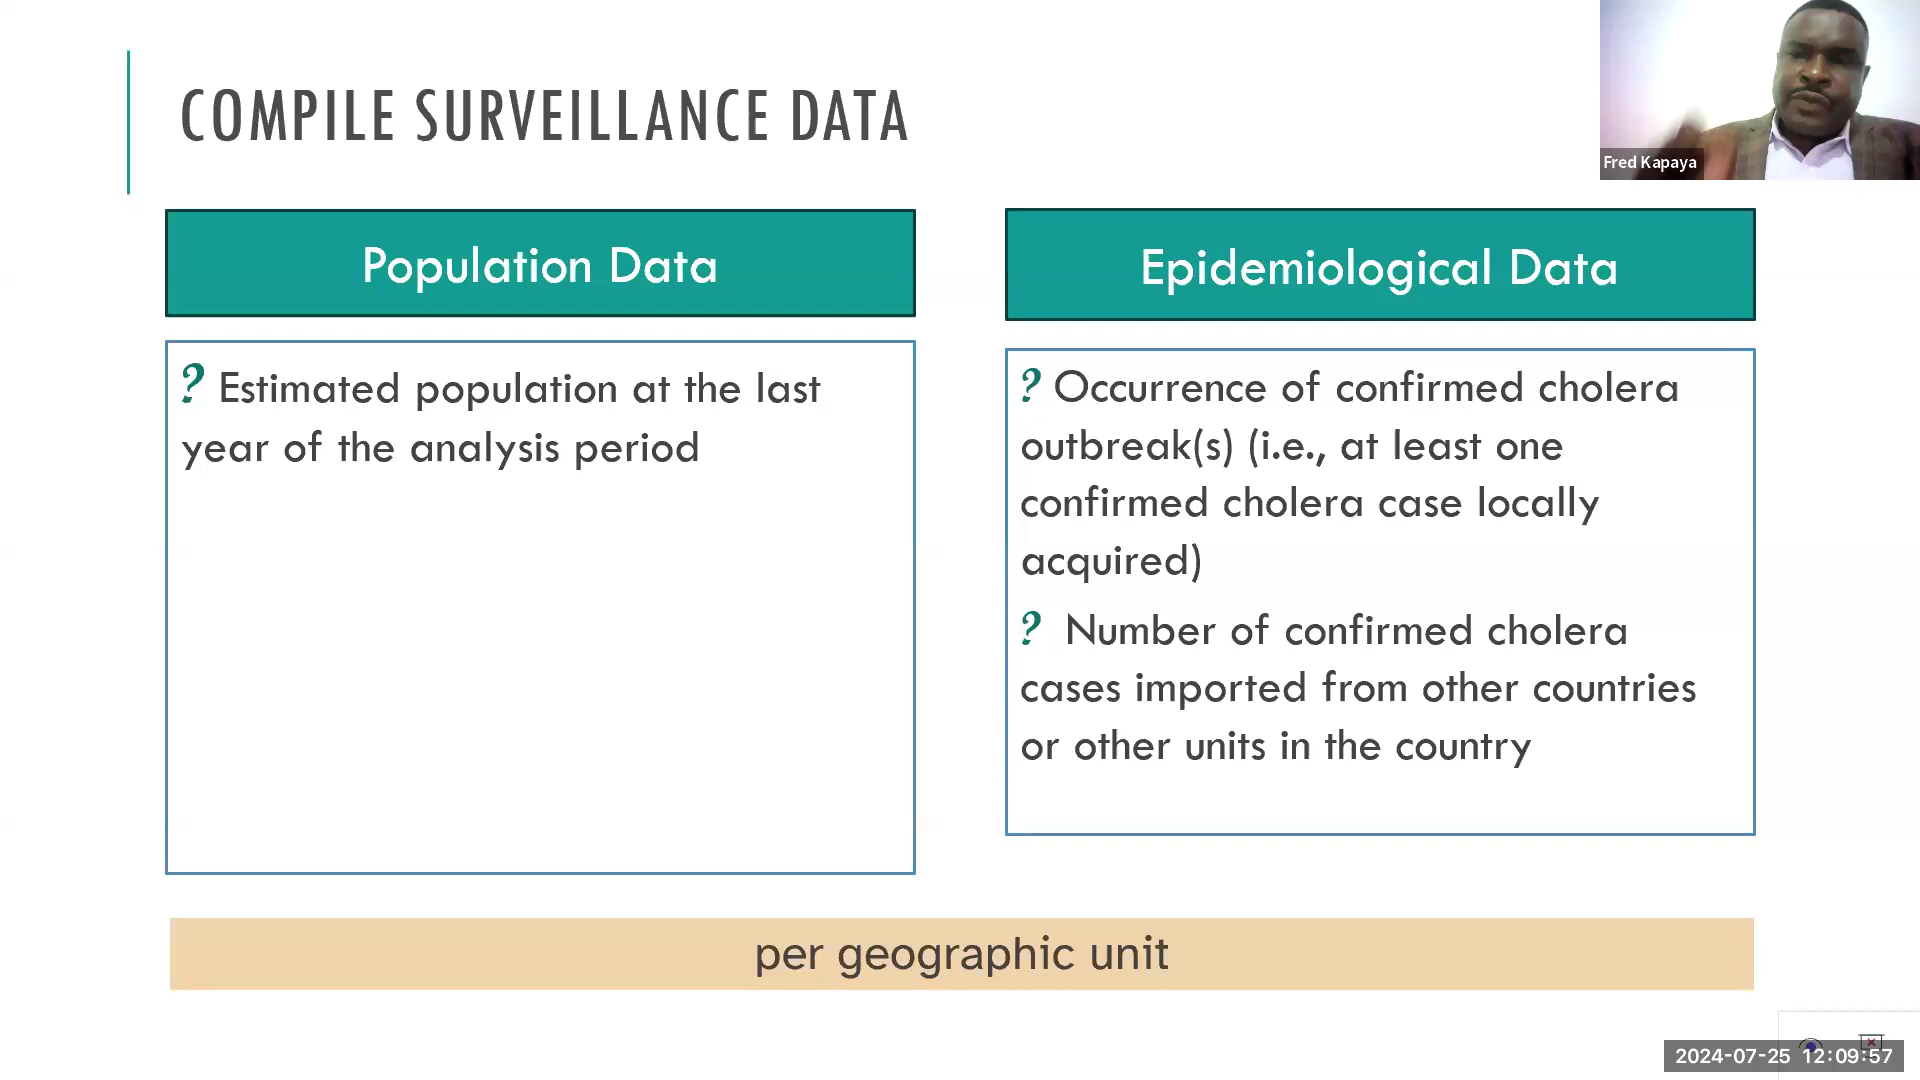 COMPILE SURVEILLANCE DATA
Fred Kapaya
Population Data
? Estimated population at the last
year of the analysis period
Epidemiological Data
? Occurrence of confirmed cholera
outbreak(s) (i.e., at least one
confirmed cholera case locally
acquired)
? Number of confirmed cholera
cases imported from other countries
or other units in the country
per geographic unit
2024-07-25 12:09:57